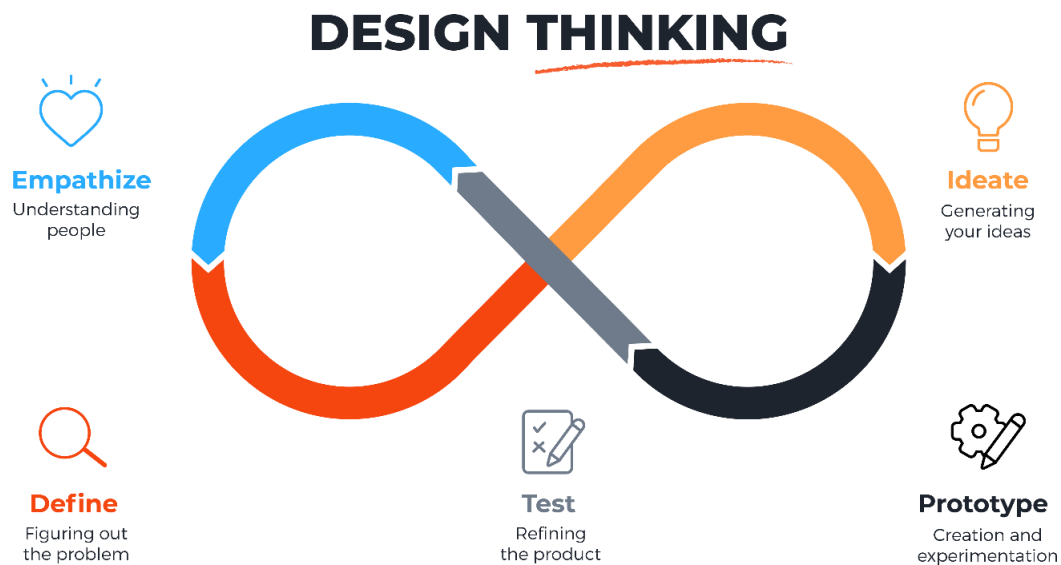 DESIGN THINKING
Empathize
Understanding
people
Ideate
Generating
your ideas
Define
Figuring out
the problem
Test
Refining
the product
Prototype
Creation and
experimentation